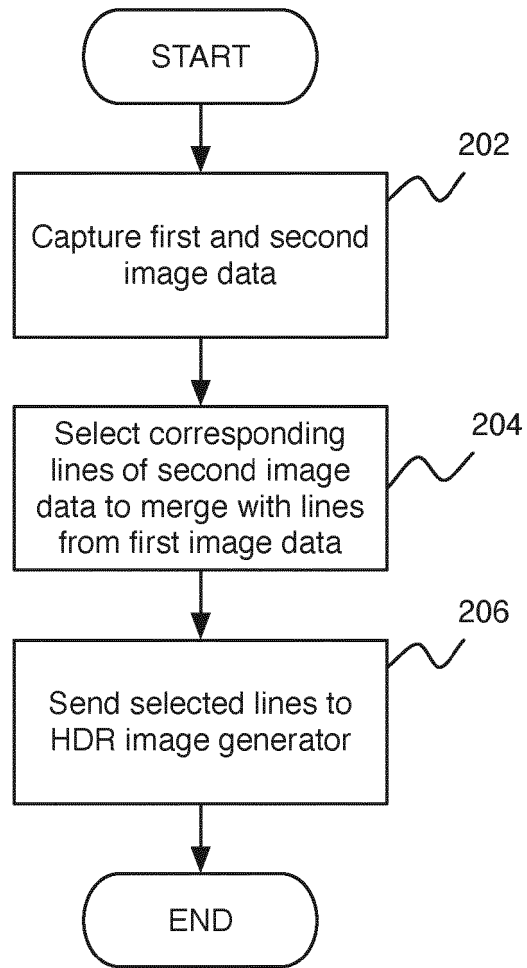 START
202
Capture first and second
image data
204
Select corresponding
lines of second image
data to merge with lines
from first image data
206
Send selected lines to
HDR image generator
END